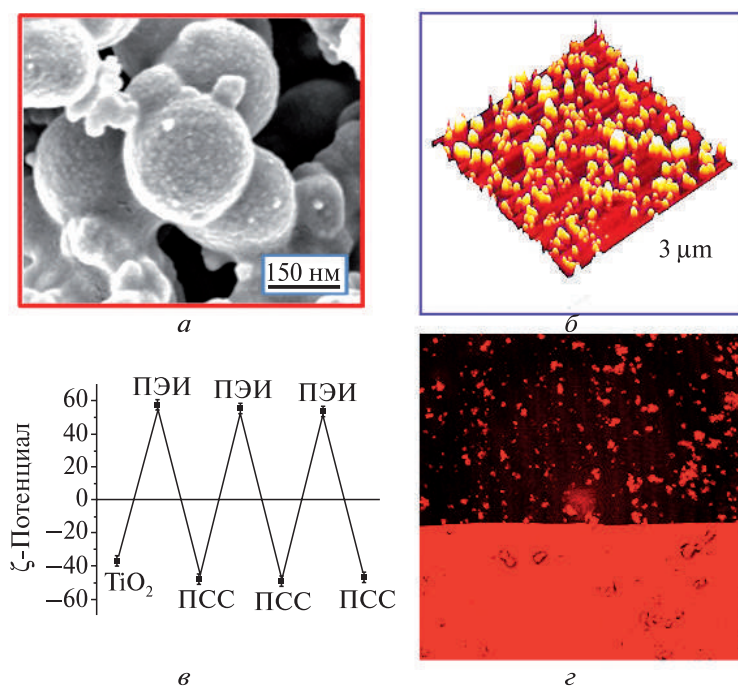 150 нм
а
3 μm
б
ζ-Потенциал
60
40
20
0
−20
−40
−60
ПЭИ ПЭИ ПЭИ
TiO₂ ПСС ПСС ПСС
в
г